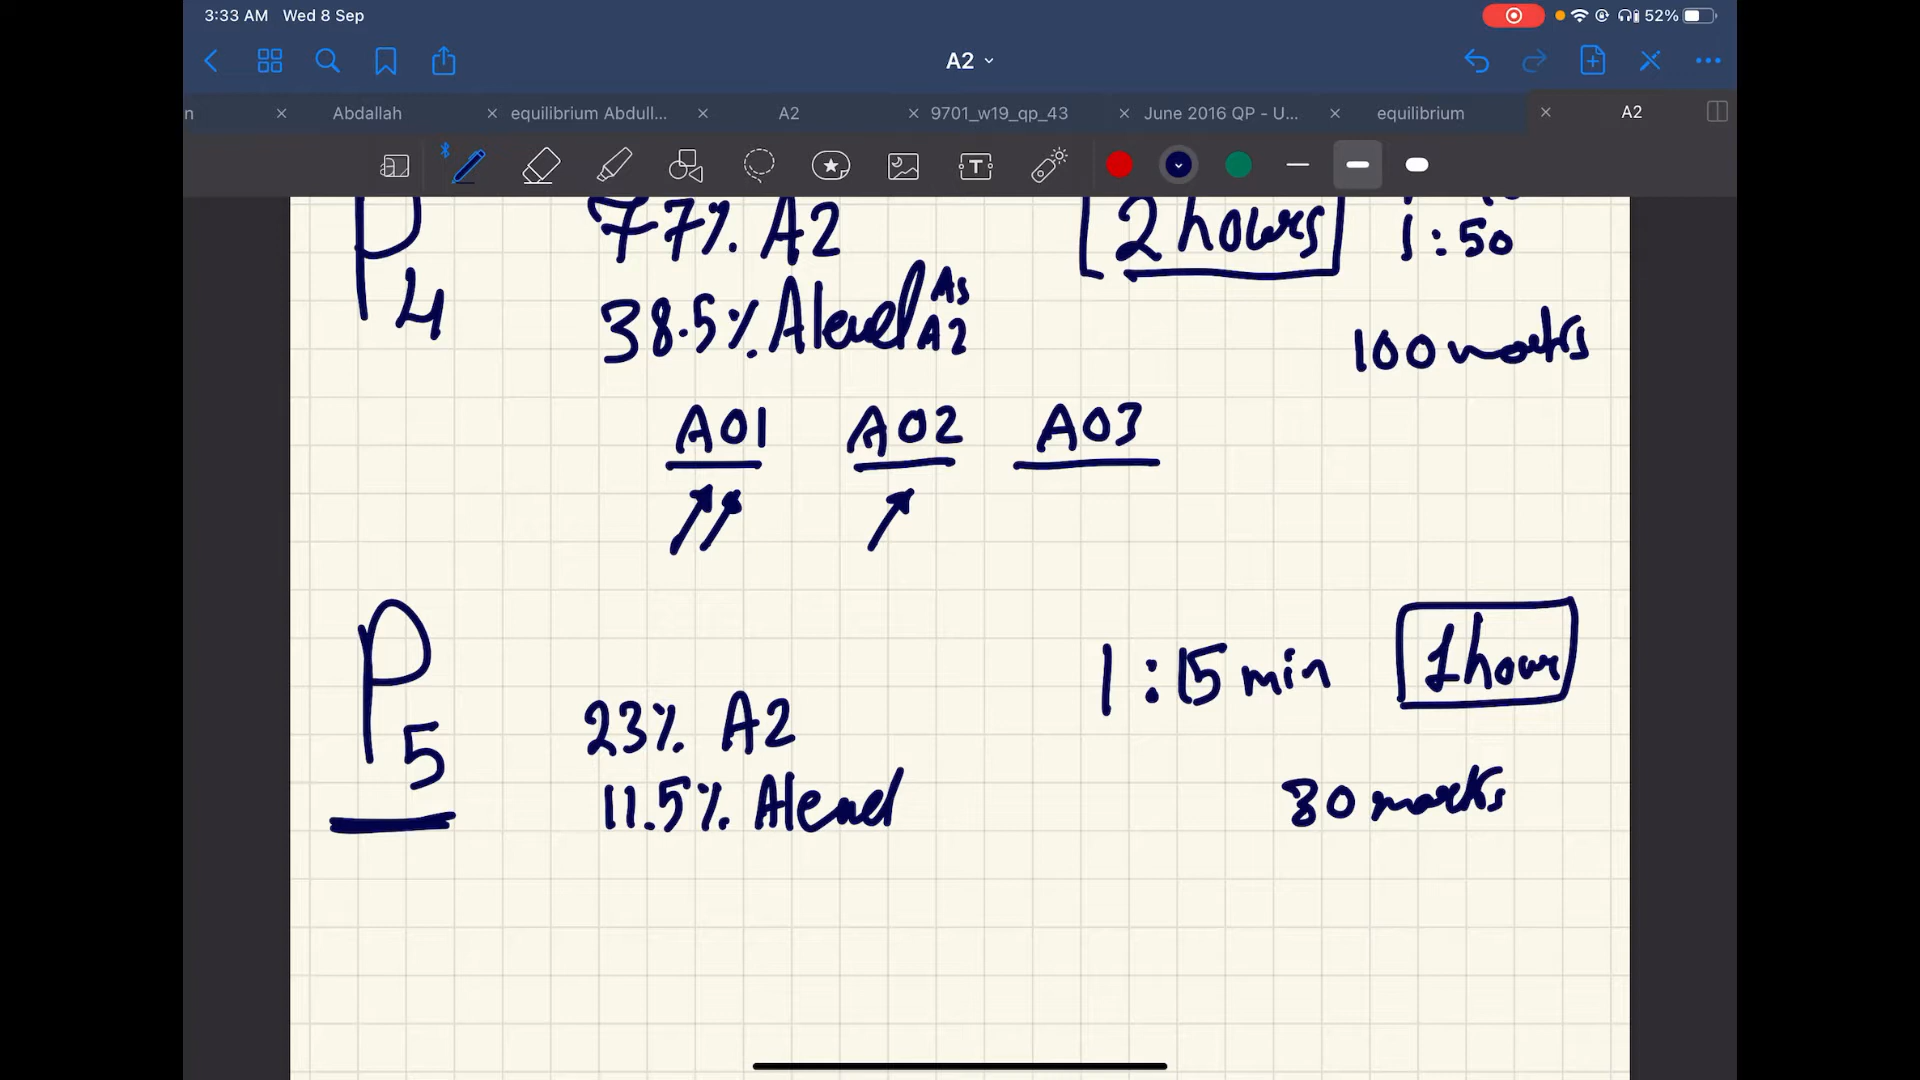 3:33 AM Wed 8 Sep
52%
A2
n
Abdallah
equilibrium Abdull...
A2
9701_w19_qp_43
June 2016 QP - U...
equilibrium
A2
P4
77% A2
2 hours
1:50
38.5% Alevel As A2
100 marks
AO1 AO2 AO3
P5
1:15 min
1 hour
23% A2
11.5% Alevel
30 marks